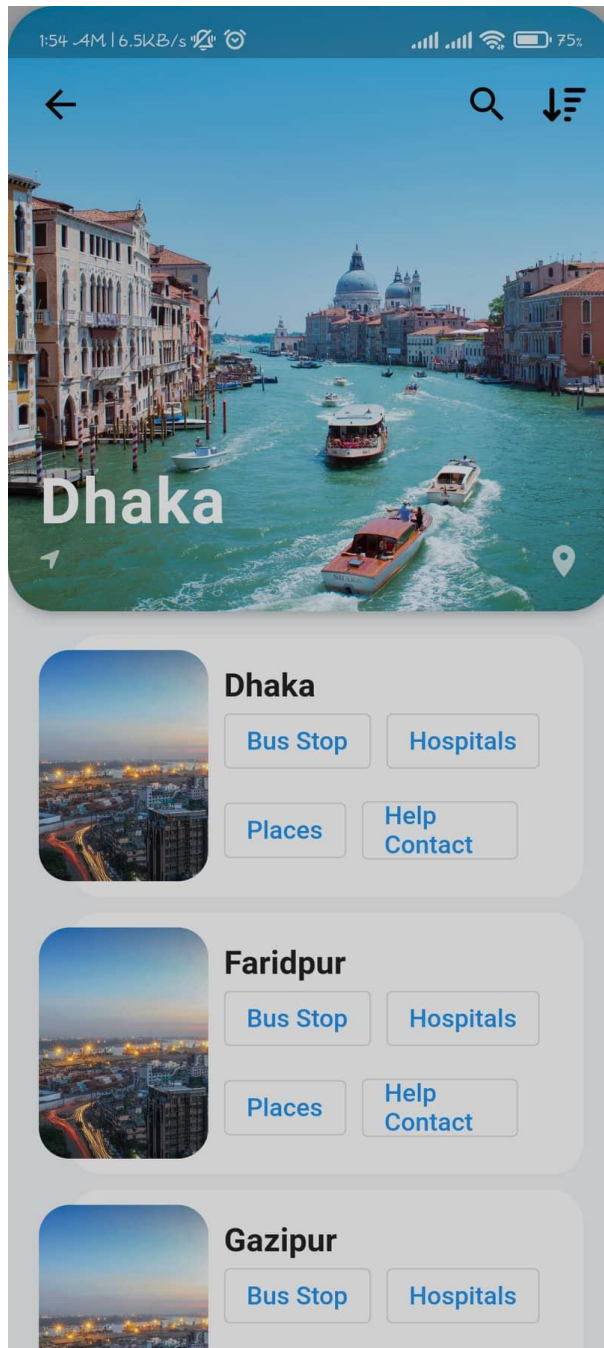 1:54 AM | 6.5KB/s 75%
Dhaka
Dhaka
Bus Stop Hospitals
Places Help
Contact
Faridpur
Bus Stop Hospitals
Places Help
Contact
Gazipur
Bus Stop Hospitals